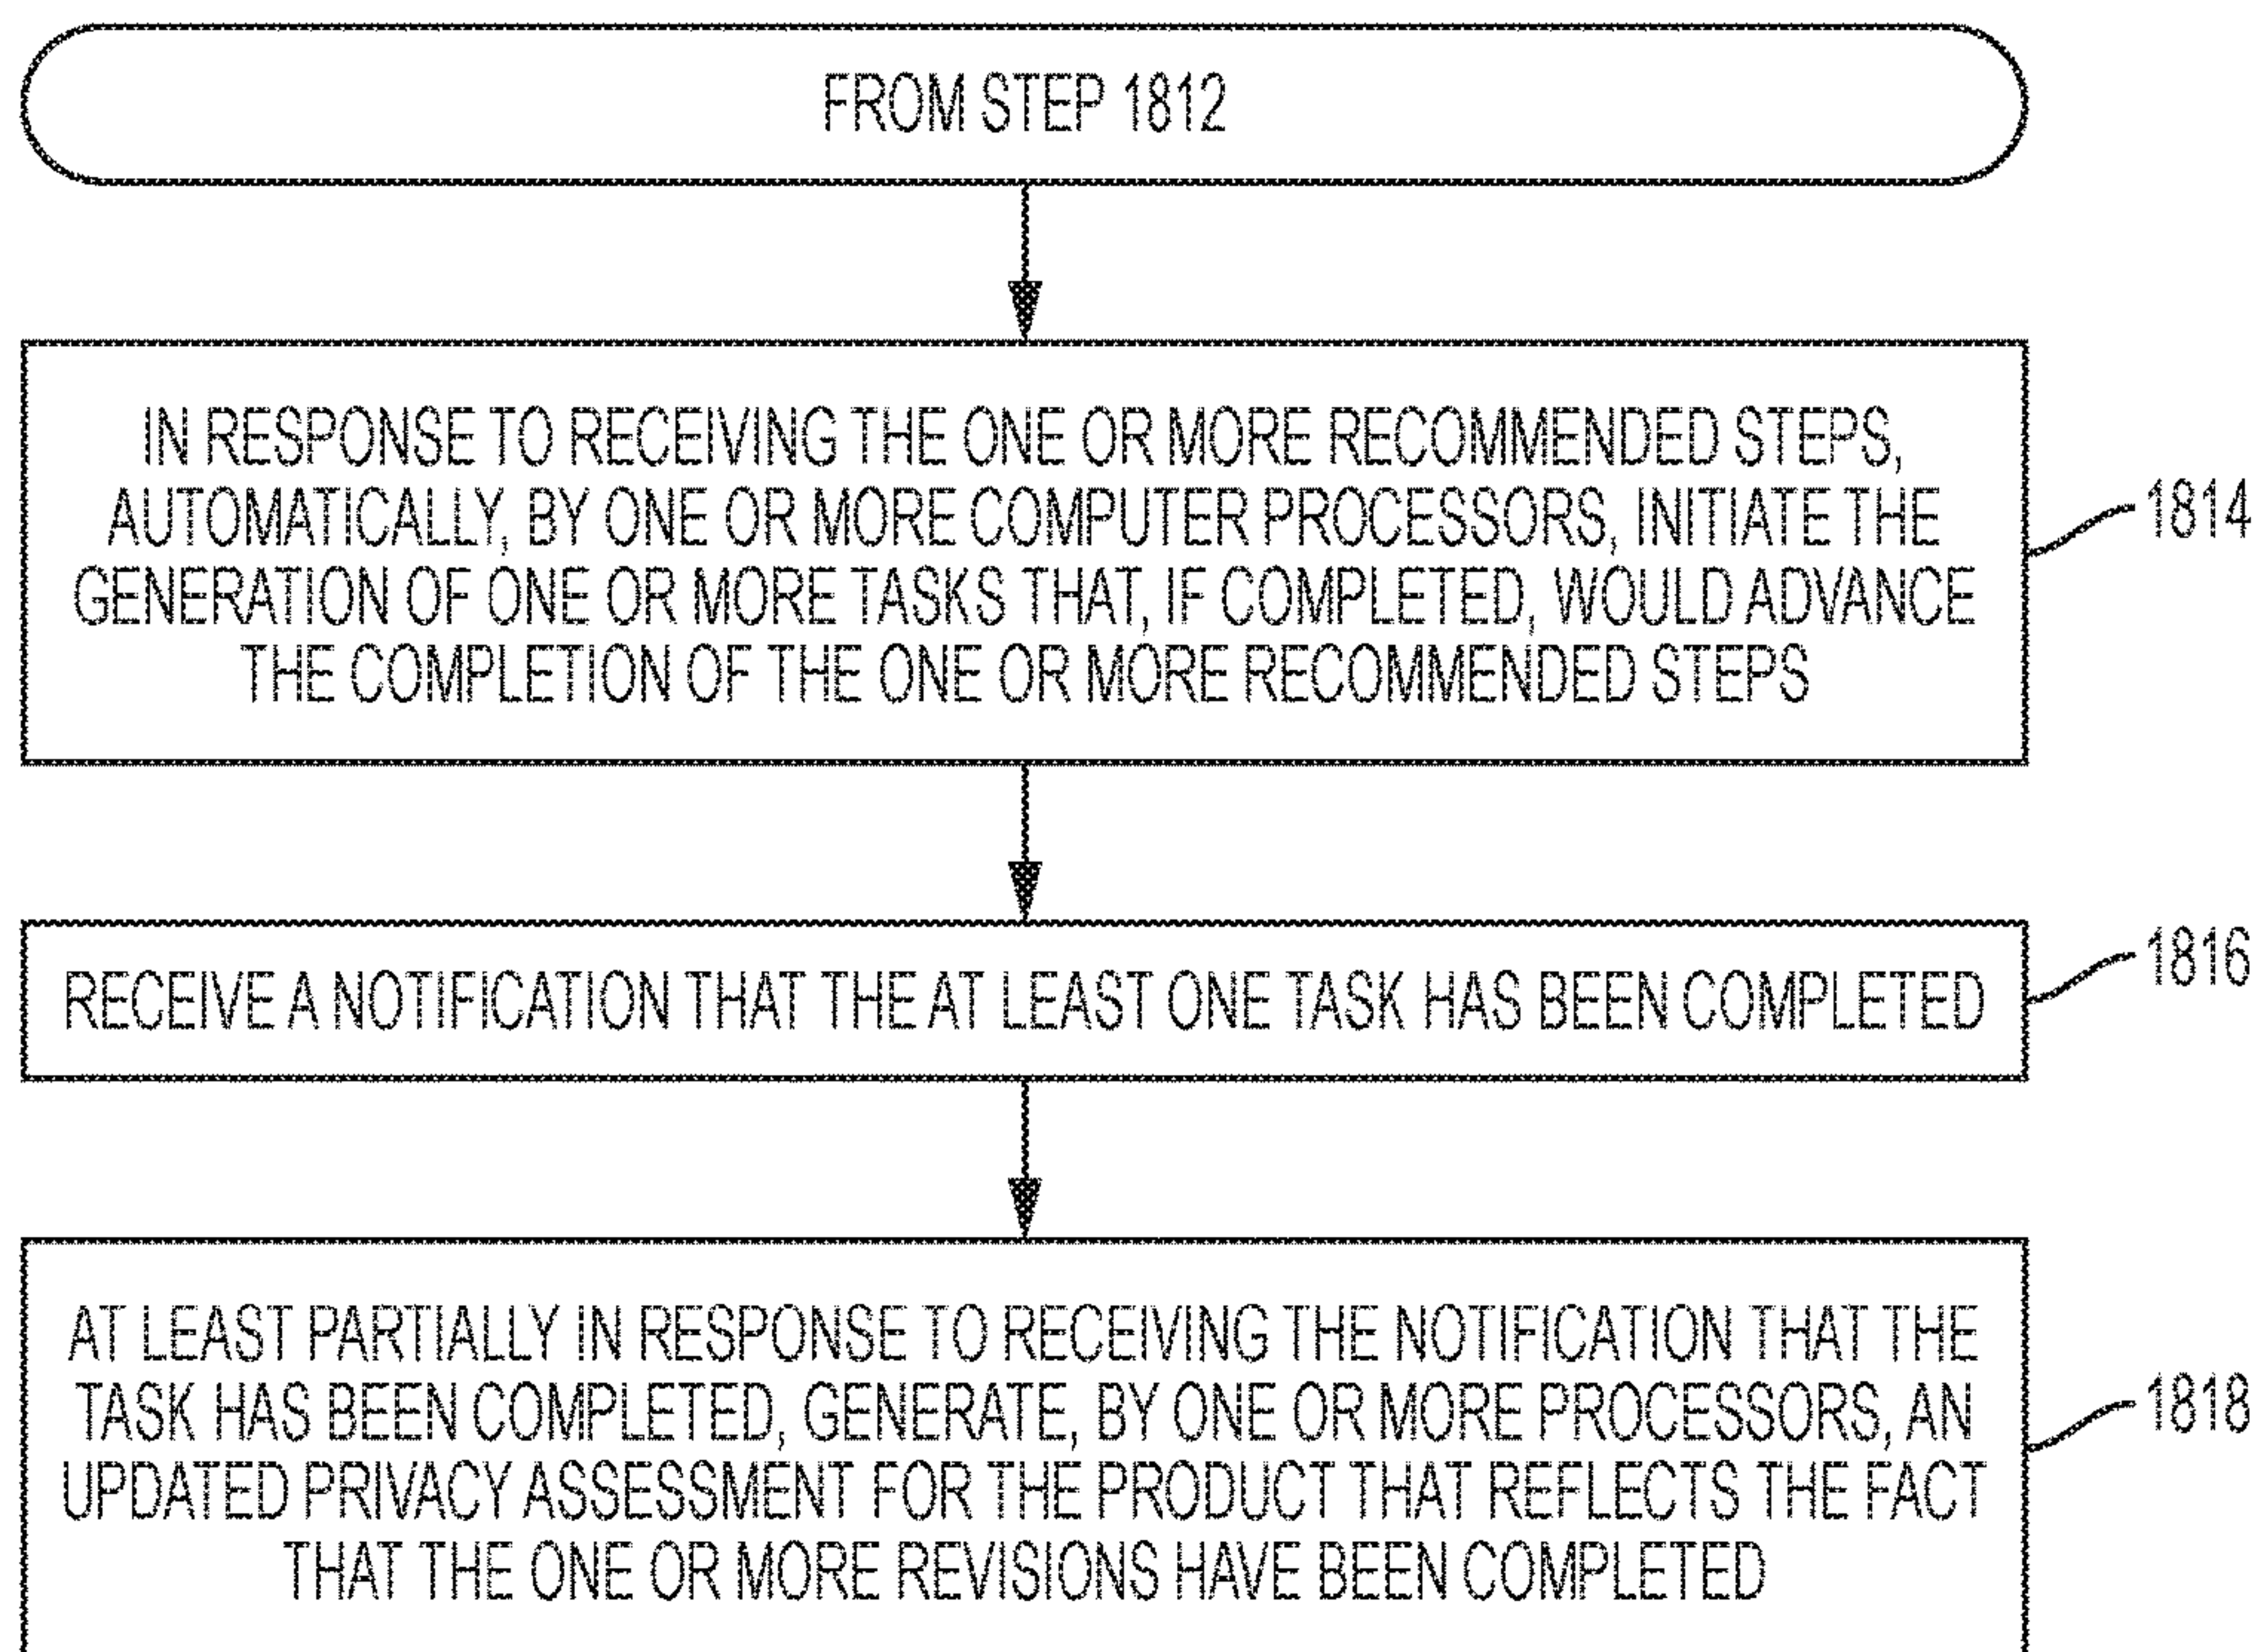 FROM STEP 1812
IN RESPONSE TO RECEIVING THE ONE OR MORE RECOMMENDED STEPS,
AUTOMATICALLY, BY ONE OR MORE COMPUTER PROCESSORS, INITIATE THE
GENERATION OF ONE OR MORE TASKS THAT, IF COMPLETED, WOULD ADVANCE
THE COMPLETION OF THE ONE OR MORE RECOMMENDED STEPS
1814
RECEIVE A NOTIFICATION THAT THE AT LEAST ONE TASK HAS BEEN COMPLETED
1816
AT LEAST PARTIALLY IN RESPONSE TO RECEIVING THE NOTIFICATION THAT THE
TASK HAS BEEN COMPLETED, GENERATE, BY ONE OR MORE PROCESSORS, AN
UPDATED PRIVACY ASSESSMENT FOR THE PRODUCT THAT REFLECTS THE FACT
THAT THE ONE OR MORE REVISIONS HAVE BEEN COMPLETED
1818